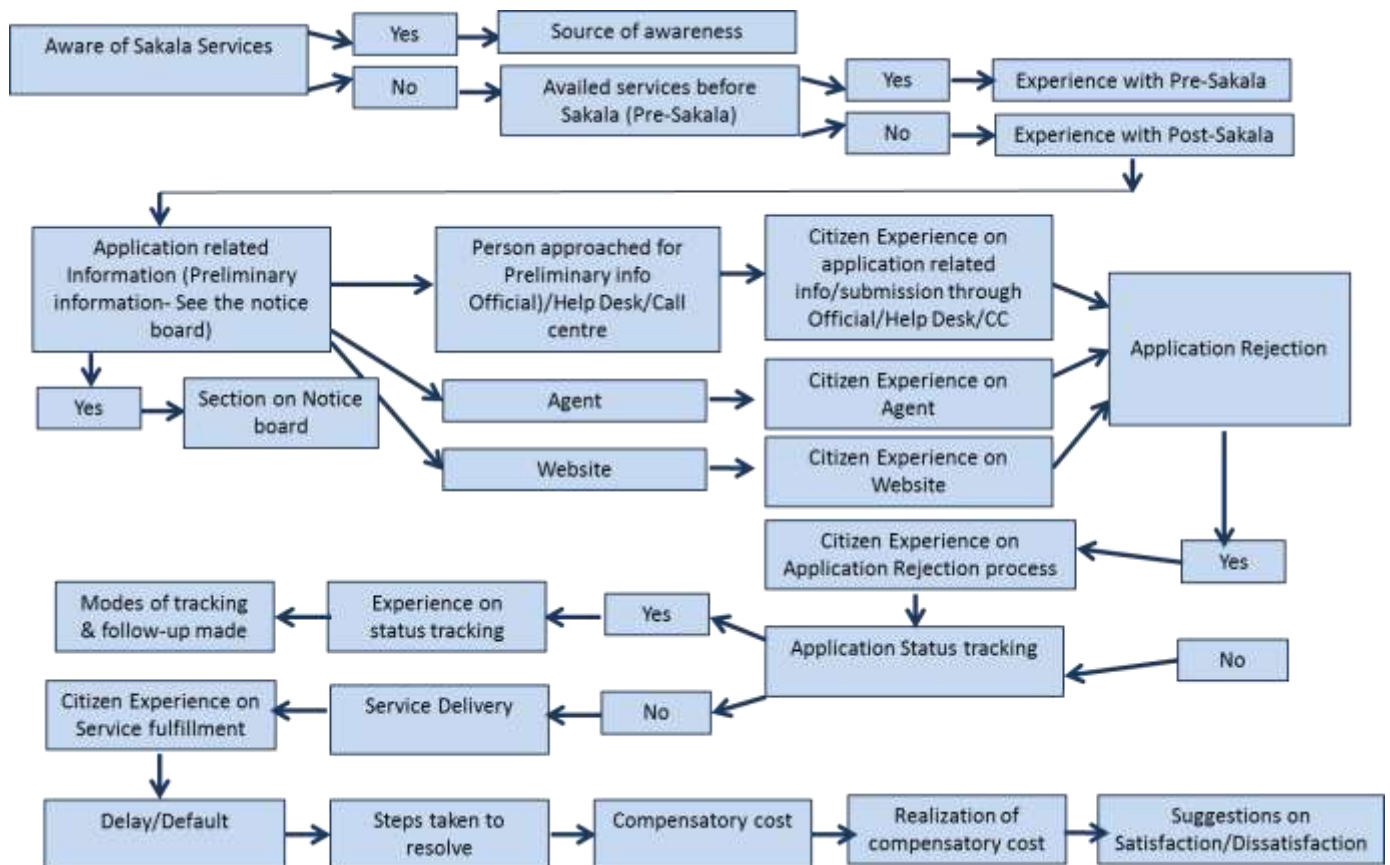 Aware of Sakala Services
Yes
Source of awareness
No
Availed services before
Sakala (Pre-Sakala)
Yes
Experience with Pre-Sakala
No
Experience with Post-Sakala
Application related
Information (Preliminary
information- See the notice
board)
Person approached for
Preliminary info
Official)/Help Desk/Call
centre
Citizen Experience on
application related
info/submission through
Official/Help Desk/CC
Application Rejection
Yes
Section on Notice
board
Agent
Citizen Experience on
Agent
Website
Citizen Experience on
Website
Citizen Experience on
Application Rejection process
Yes
Modes of tracking
& follow-up made
Experience on
status tracking
Yes
Application Status tracking
No
Citizen Experience on
Service fulfillment
Service Delivery
No
Delay/Default
Steps taken to
resolve
Compensatory cost
Realization of
compensatory cost
Suggestions on
Satisfaction/Dissatisfaction